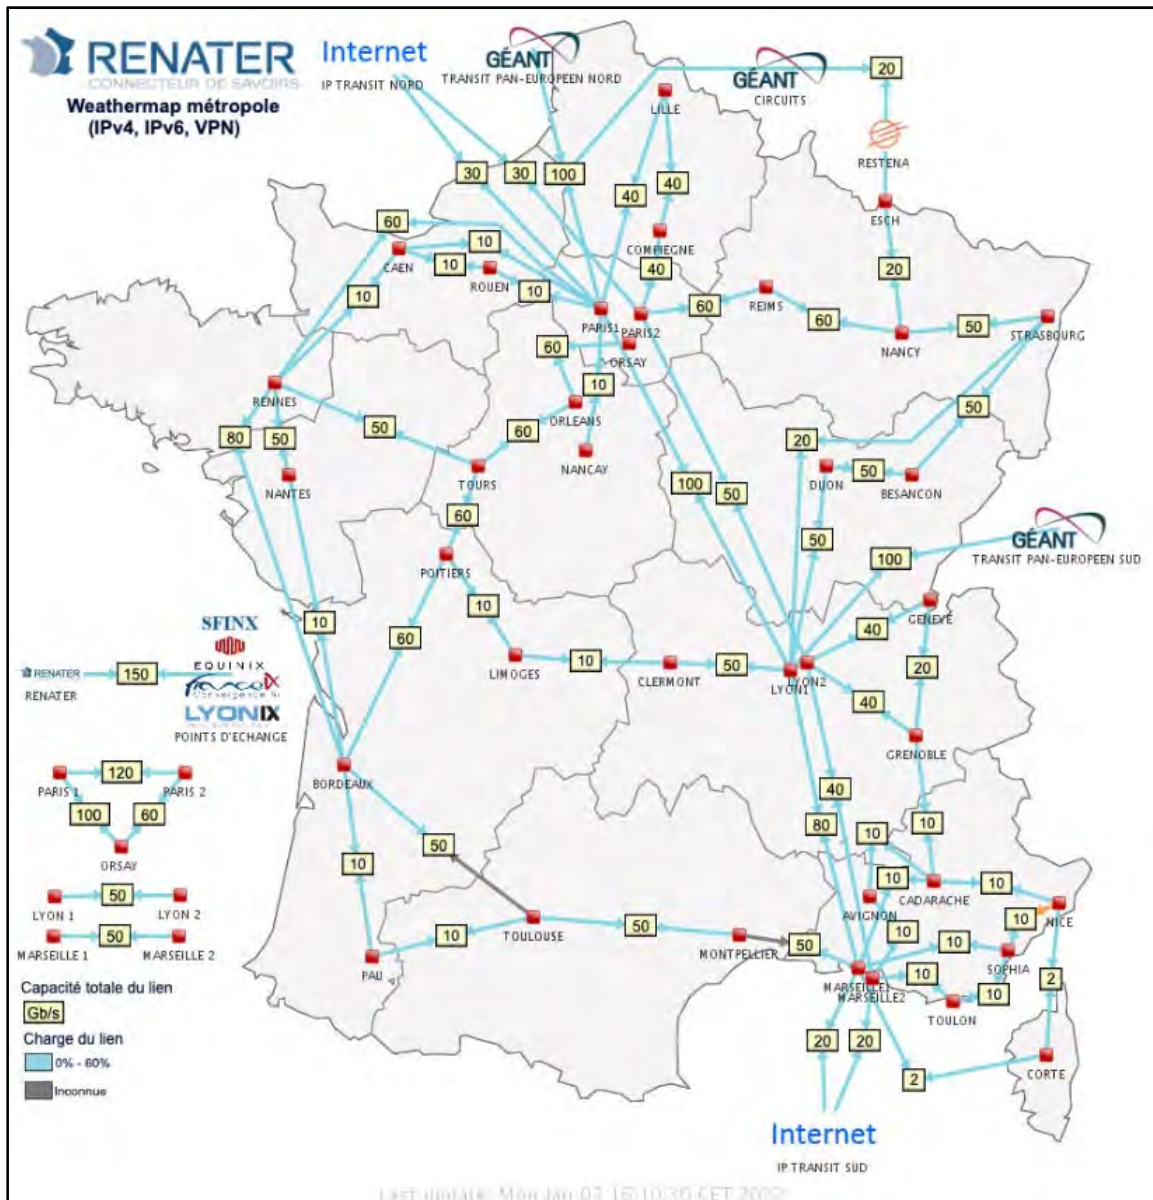 RENATER
CONNECTEUR DE SAVOIRS
Weathermap métropole
(IPv4, IPv6, VPN)
Internet
IP TRANSIT NORD
GÉANT
TRANSIT PAN-EUROPEEN NORD
GÉANT
CIRCUITS
20
RESTENA
LILLE
30
30
100
40
40
ESCH
60
10
COMPIEGNE
CAEN
10
ROUEN
40
20
10
10
PARIS1
PARIS2
60
REIMS
60
NANCY
50
STRASBOURG
60
ORSAY
RENNES
10
ORLEANS
50
80
50
50
60
20
NANTES
TOURS
NANCAY
DIJON
50
BESANCON
100
50
60
50
GÉANT
TRANSIT PAN-EUROPEEN SUD
100
POITIERS
10
GENEVE
SFINX
10
60
40
EQUINIX
RENATER
RENATER
150
France IX
Convergence
LYONIX
POINTS D'ECHANGE
LIMOGES
10
CLERMONT
50
LYON1
LYON2
20
40
GRENOBLE
BORDEAUX
PARIS 1
120
PARIS 2
100
60
ORSAY
40
80
10
10
50
10
LYON 1
50
LYON 2
MARSEILLE 1
50
MARSEILLE 2
10
CADARACHE
10
AVIGNON
NICE
10
TOULOUSE
50
MONTPELLIER
50
10
10
10
SOPHIA
PAU
MARSEILLE1
MARSEILLE2
10
10
2
TOULON
Capacité totale du lien
Gb/s
Charge du lien
0% - 60%
Inconnue
20
20
2
CORTE
Internet
IP TRANSIT SUD